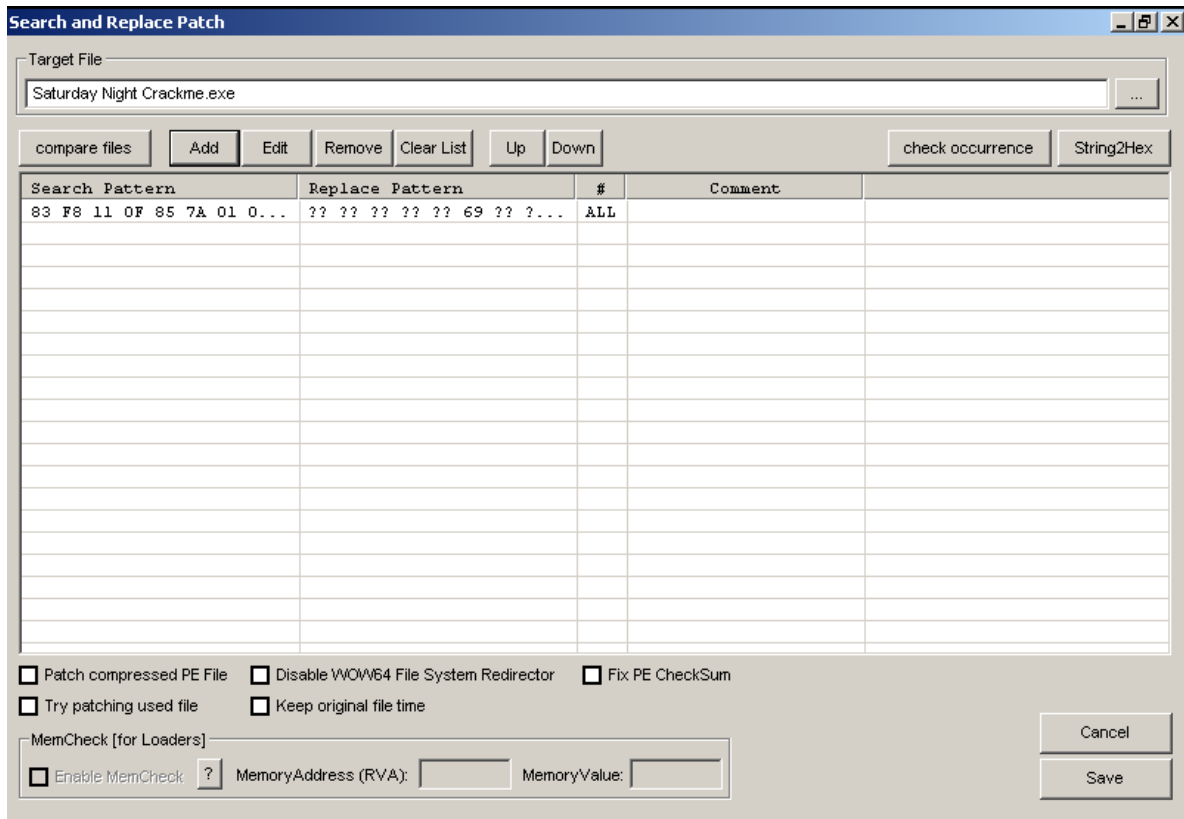 Search and Replace Patch
Target File
Saturday Night Crackme.exe ...
compare files Add Edit Remove Clear List Up Down check occurrence String2Hex
Search Pattern Replace Pattern # Comment
83 F8 11 0F 85 7A 01 0... ?? ?? ?? ?? ?? 69 ?? ?... ALL
Patch compressed PE File Disable WOW64 File System Redirector Fix PE CheckSum
Try patching used file Keep original file time
MemCheck [for Loaders]
Enable MemCheck ? MemoryAddress (RVA): MemoryValue:
Cancel
Save